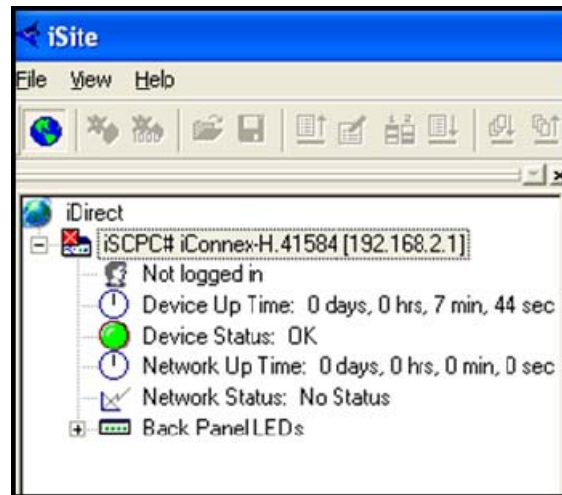 iSite
File View Help
iDirect
iSCPC# iConnex-H.41584 [192.168.2.1]
Not logged in
Device Up Time: 0 days, 0 hrs, 7 min, 44 sec
Device Status: OK
Network Up Time: 0 days, 0 hrs, 0 min, 0 sec
Network Status: No Status
Back Panel LEDs